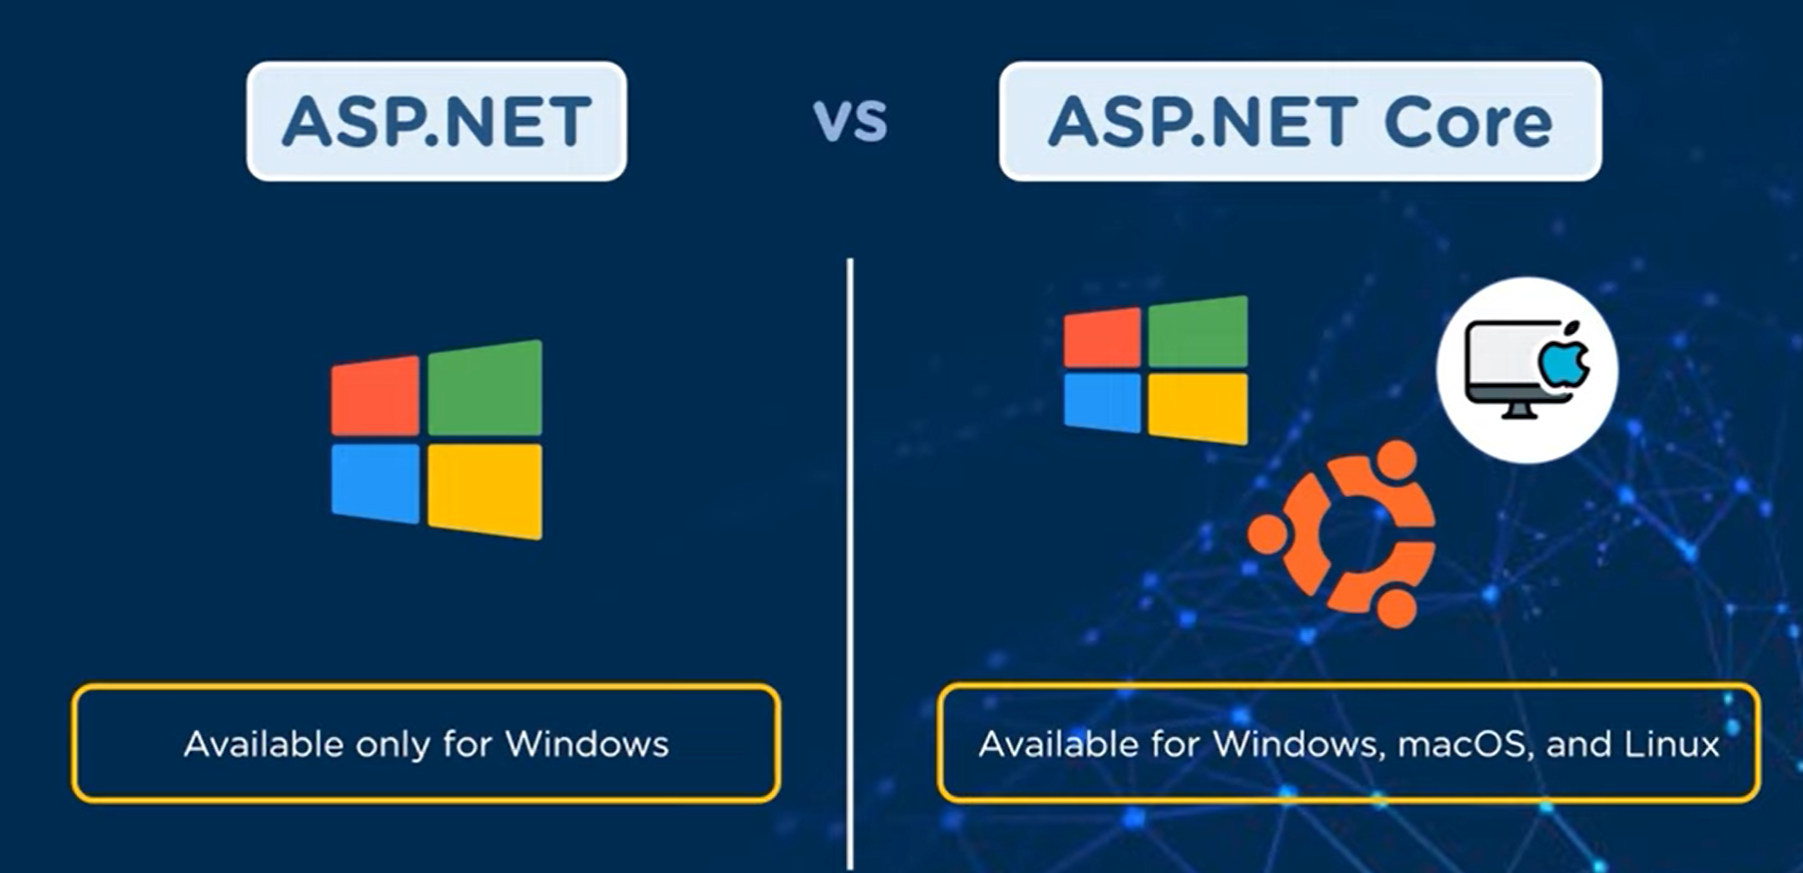 ASP.NET
VS
ASP.NET Core
Available only for Windows
Available for Windows, macOS, and Linux